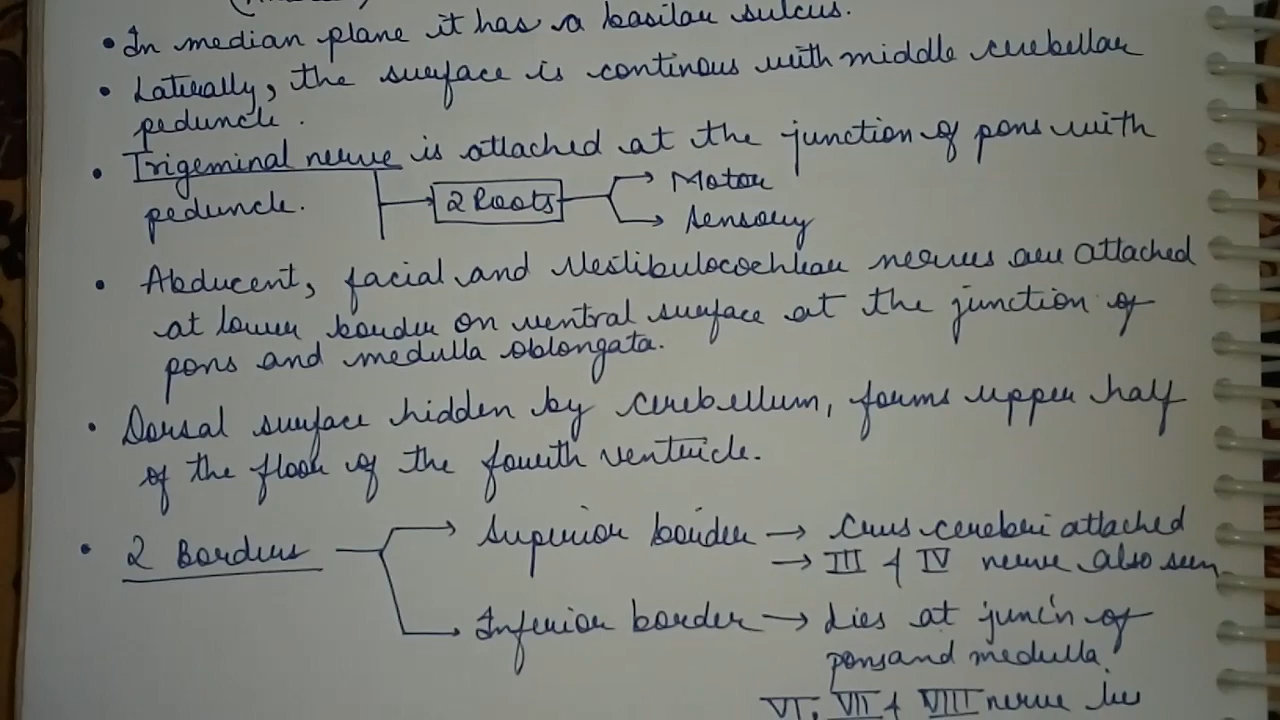 • In median plane it has a basilar sulcus.
• Laterally, the surface is continous with middle cerebellar
peduncle.
• Trigeminal nerve is attached at the junction of pons with
peduncle.
2 Roots → Motor
→ Sensory
• Abducent, facial and Vestibulocochlear nerves are attached
at lower border on ventral surface at the junction of
pons and medulla oblongata.
• Dorsal surface hidden by cerebellum, forms upper half
of the floor of the fourth ventricle.
• 2 Borders → Superior border → Crus cerebri attached
→ III & IV nerve also seen
→ Inferior border → Lies at junc'n of
pons and medulla.
VI, VII & VIII nerve lies